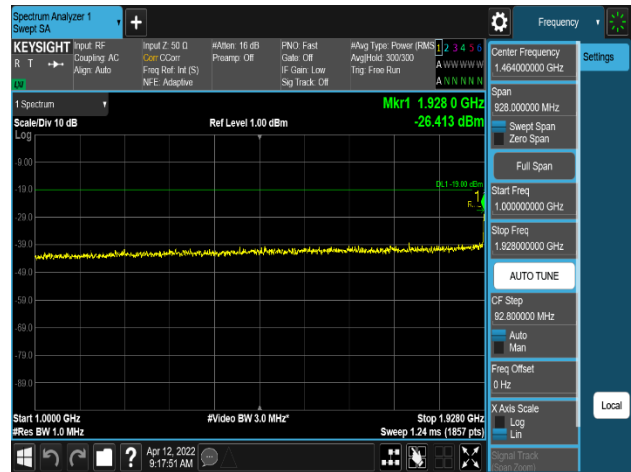 Spectrum Analyzer 1
Swept SA
Frequency
KEYSIGHT
R T
LXI
Input: RF
Coupling: AC
Align: Auto
Input Z: 50 Ω
Corr CCorr
Freq Ref: Int (S)
NFE: Adaptive
#Atten: 16 dB
Preamp: Off
PNO: Fast
Gate: Off
IF Gain: Low
Sig Track: Off
#Avg Type: Power (RMS
Avg|Hold: 300/300
Trig: Free Run
1 2 3 4 5 6
A W W W W W
A N N N N N
1 Spectrum
Scale/Div 10 dB
Ref Level 1.00 dBm
Mkr1 1.928 0 GHz
-26.413 dBm
Log
-9.00
-19.0
-29.0
-39.0
-49.0
-59.0
-69.0
-79.0
-89.0
DL1 -19.00 dBm
1
Start 1.0000 GHz
#Res BW 1.0 MHz
#Video BW 3.0 MHz*
Stop 1.9280 GHz
Sweep 1.24 ms (1857 pts)
Center Frequency
1.464000000 GHz
Settings
Span
928.000000 MHz
Swept Span
Zero Span
Full Span
Start Freq
1.000000000 GHz
Stop Freq
1.928000000 GHz
AUTO TUNE
CF Step
92.800000 MHz
Auto
Man
Freq Offset
0 Hz
X Axis Scale
Log
Lin
Local
Signal Track
(Span Zoom)
?
Apr 12, 2022
9:17:51 AM